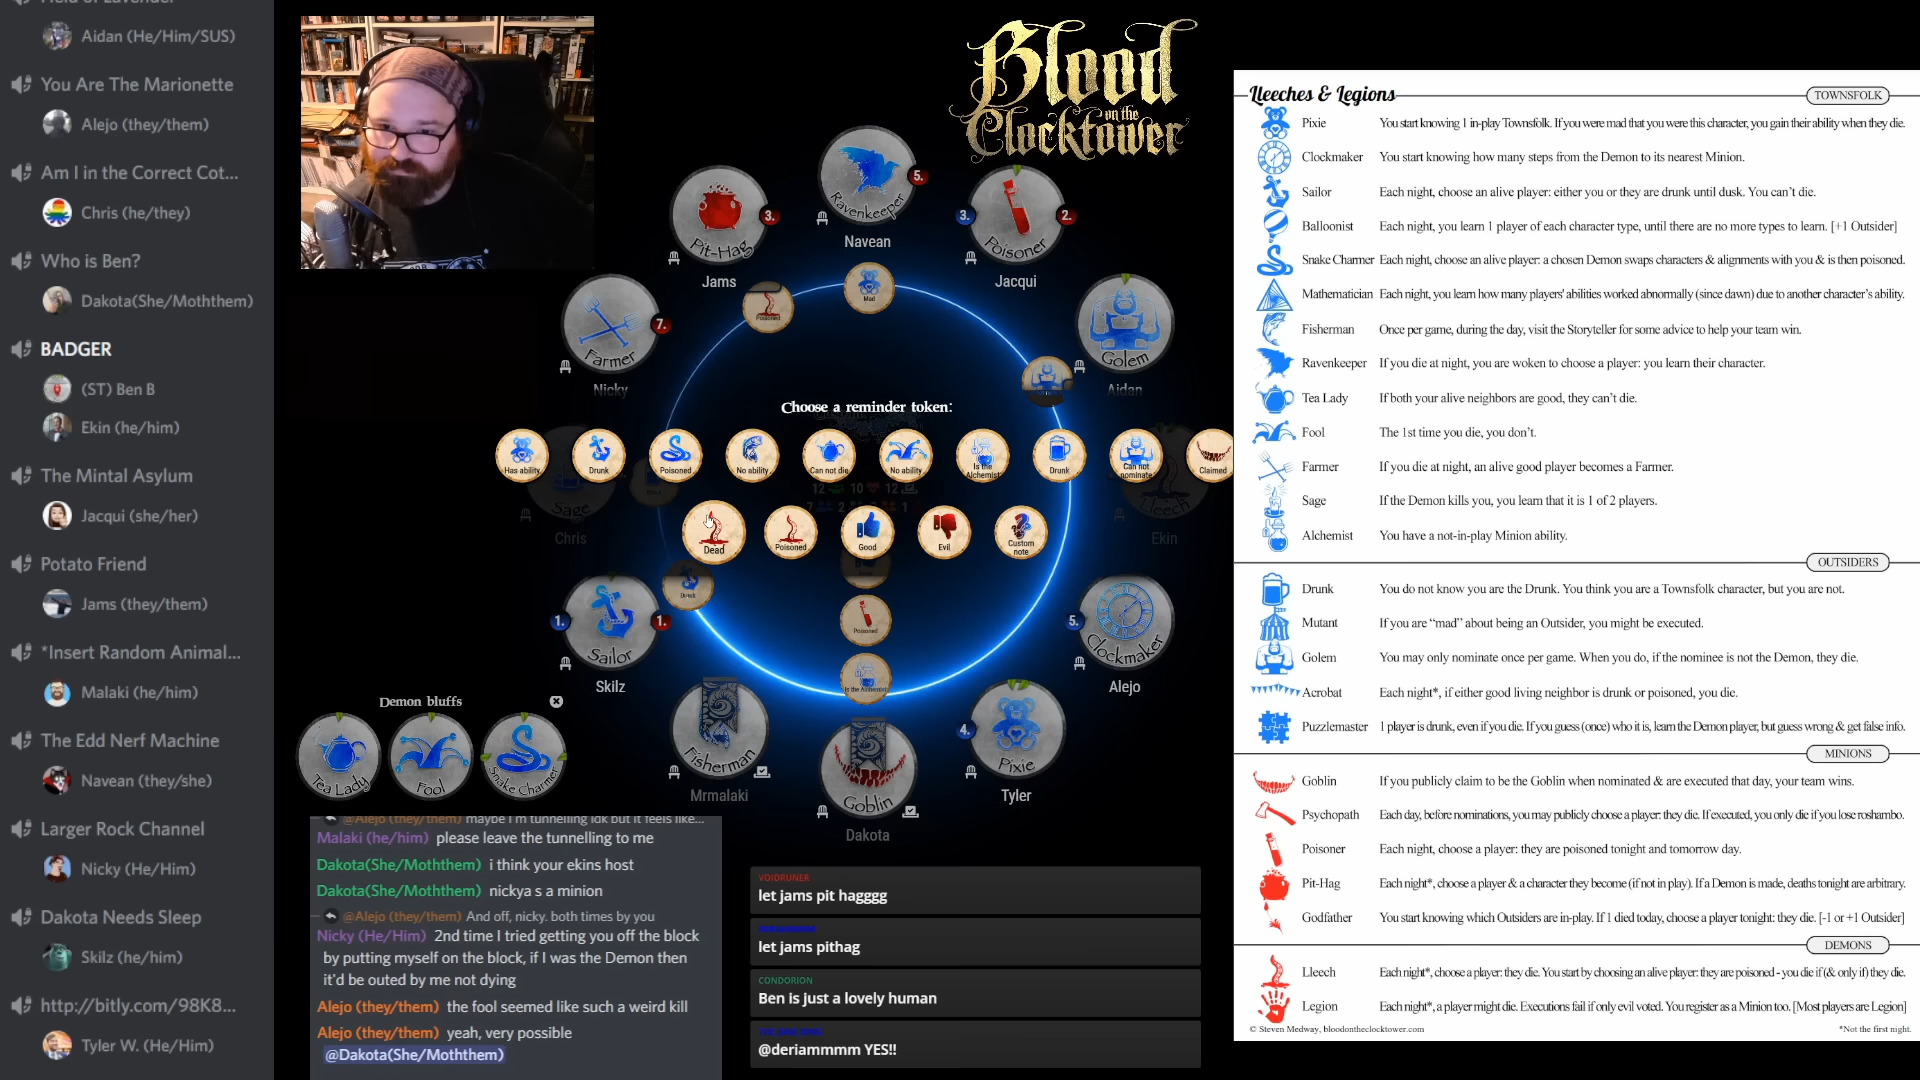 Aidan (He/Him/SUS)
You Are The Marionette
Alejo (they/them)
Am I in the Correct Cot...
Chris (he/they)
Who is Ben?
Dakota(She/Moththem)
BADGER
(ST) Ben B
Ekin (he/him)
The Mintal Asylum
Jacqui (she/her)
Potato Friend
Jams (they/them)
*Insert Random Animal...
Malaki (he/him)
The Edd Nerf Machine
Navean (they/she)
Larger Rock Channel
Nicky (He/Him)
Dakota Needs Sleep
Skilz (he/him)
http://bitly.com/98K8...
Tyler W. (He/Him)
Blood
on the
Clocktower
Ravenkeeper
5.
Navean
Pit-Hag
3.
Jams
Poisoner
3.
2.
Jacqui
Farmer
7.
Nicky
Golem
Aidan
Poisoned
Mad
Choose a reminder token:
Has ability
Drunk
Poisoned
No ability
Can not die
No ability
Is the Alchemist
Drunk
Can not nominate
Claimed
Dead
Poisoned
Good
Evil
Custom note
Sage
Chris
Lleech
Ekin
Drunk
Poisoned
Is the Alchemist
Sailor
1.
1.
Skilz
Clockmaker
5.
Alejo
Fisherman
Mrmalaki
Goblin
Dakota
Pixie
4.
Tyler
Demon bluffs
Tea Lady
Fool
Snake Charmer
@Alejo (they/them) maybe I'm tunnelling idk but it feels like...
Malaki (he/him) please leave the tunnelling to me
Dakota(She/Moththem) i think your ekins host
Dakota(She/Moththem) nickya s a minion
@Alejo (they/them) And off, nicky. both times by you
Nicky (He/Him) 2nd time I tried getting you off the block
by putting myself on the block, if I was the Demon then
it'd be outed by me not dying
Alejo (they/them) the fool seemed like such a weird kill
Alejo (they/them) yeah, very possible
@Dakota(She/Moththem)
VOIDRUNER
let jams pit hagggg
let jams pithag
CONDORION
Ben is just a lovely human
@deriammmm YES!!
Lleeches & Legions
TOWNSFOLK
Pixie You start knowing 1 in-play Townsfolk. If you were mad that you were this character, you gain their ability when they die.
Clockmaker You start knowing how many steps from the Demon to its nearest Minion.
Sailor Each night, choose an alive player: either you or they are drunk until dusk. You can't die.
Balloonist Each night, you learn 1 player of each character type, until there are no more types to learn. [+1 Outsider]
Snake Charmer Each night, choose an alive player: a chosen Demon swaps characters & alignments with you & is then poisoned.
Mathematician Each night, you learn how many players' abilities worked abnormally (since dawn) due to another character's ability.
Fisherman Once per game, during the day, visit the Storyteller for some advice to help your team win.
Ravenkeeper If you die at night, you are woken to choose a player: you learn their character.
Tea Lady If both your alive neighbors are good, they can't die.
Fool The 1st time you die, you don't.
Farmer If you die at night, an alive good player becomes a Farmer.
Sage If the Demon kills you, you learn that it is 1 of 2 players.
Alchemist You have a not-in-play Minion ability.
OUTSIDERS
Drunk You do not know you are the Drunk. You think you are a Townsfolk character, but you are not.
Mutant If you are "mad" about being an Outsider, you might be executed.
Golem You may only nominate once per game. When you do, if the nominee is not the Demon, they die.
Acrobat Each night*, if either good living neighbor is drunk or poisoned, you die.
Puzzlemaster 1 player is drunk, even if you die. If you guess (once) who it is, learn the Demon player, but guess wrong & get false info.
MINIONS
Goblin If you publicly claim to be the Goblin when nominated & are executed that day, your team wins.
Psychopath Each day, before nominations, you may publicly choose a player: they die. If executed, you only die if you lose roshambo.
Poisoner Each night, choose a player: they are poisoned tonight and tomorrow day.
Pit-Hag Each night*, choose a player & a character they become (if not in play). If a Demon is made, deaths tonight are arbitrary.
Godfather You start knowing which Outsiders are in-play. If 1 died today, choose a player tonight: they die. [-1 or +1 Outsider]
DEMONS
Lleech Each night*, choose a player: they die. You start by choosing an alive player: they are poisoned - you die if (& only if) they die.
Legion Each night*, a player might die. Executions fail if only evil voted. You register as a Minion too. [Most players are Legion]
© Steven Medway, bloodontheclocktower.com
*Not the first night.